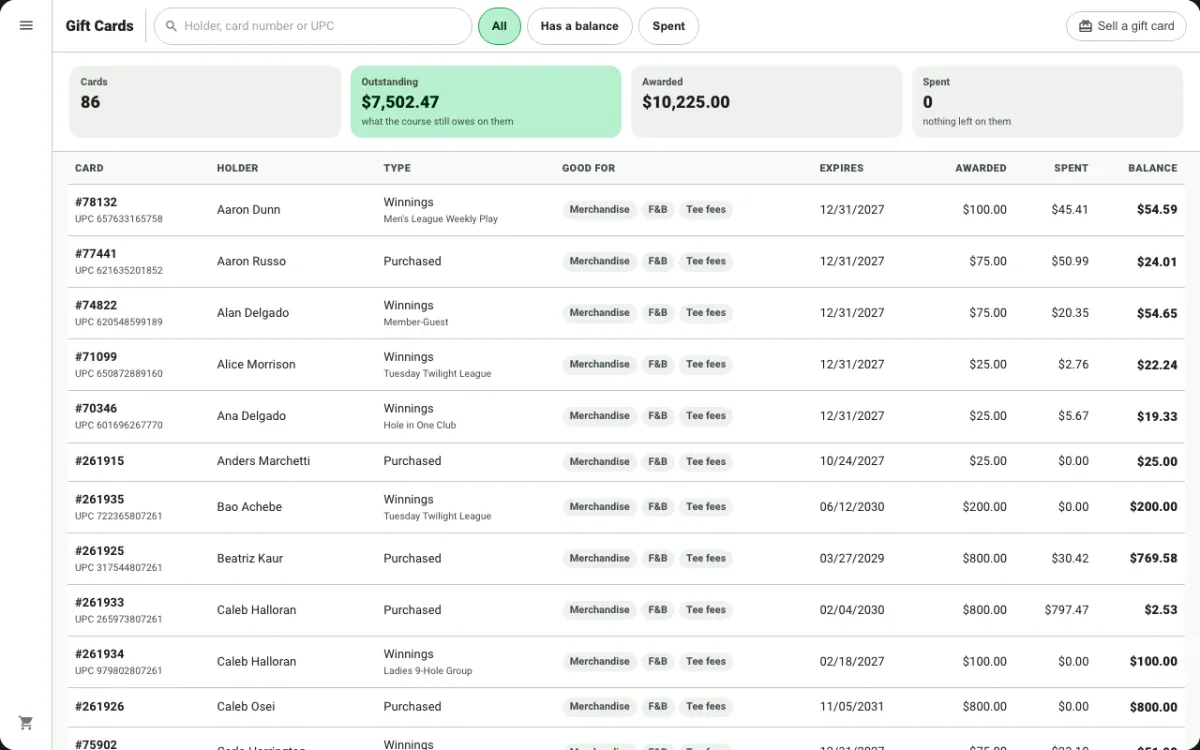 Gift Cards
Holder, card number or UPC
All
Has a balance
Spent
Sell a gift card
Cards
86
Outstanding
$7,502.47
what the course still owes on them
Awarded
$10,225.00
Spent
0
nothing left on them
CARD HOLDER TYPE GOOD FOR EXPIRES AWARDED SPENT BALANCE
#78132
UPC 657633165758
Aaron Dunn
Winnings
Men's League Weekly Play
Merchandise F&B Tee fees
12/31/2027 $100.00 $45.41 $54.59
#77441
UPC 621635201852
Aaron Russo
Purchased
Merchandise F&B Tee fees
12/31/2027 $75.00 $50.99 $24.01
#74822
UPC 620548599189
Alan Delgado
Winnings
Member-Guest
Merchandise F&B Tee fees
12/31/2027 $75.00 $20.35 $54.65
#71099
UPC 650872889160
Alice Morrison
Winnings
Tuesday Twilight League
Merchandise F&B Tee fees
12/31/2027 $25.00 $2.76 $22.24
#70346
UPC 601696267770
Ana Delgado
Winnings
Hole in One Club
Merchandise F&B Tee fees
12/31/2027 $25.00 $5.67 $19.33
#261915
Anders Marchetti
Purchased
Merchandise F&B Tee fees
10/24/2027 $25.00 $0.00 $25.00
#261935
UPC 722365807261
Bao Achebe
Winnings
Tuesday Twilight League
Merchandise F&B Tee fees
06/12/2030 $200.00 $0.00 $200.00
#261925
UPC 317544807261
Beatriz Kaur
Purchased
Merchandise F&B Tee fees
03/27/2029 $800.00 $30.42 $769.58
#261933
UPC 265973807261
Caleb Halloran
Purchased
Merchandise F&B Tee fees
02/04/2030 $800.00 $797.47 $2.53
#261934
UPC 979802807261
Caleb Halloran
Winnings
Ladies 9-Hole Group
Merchandise F&B Tee fees
02/18/2027 $100.00 $0.00 $100.00
#261926
Caleb Osei
Purchased
Merchandise F&B Tee fees
11/05/2031 $800.00 $0.00 $800.00
#75902
Winnings